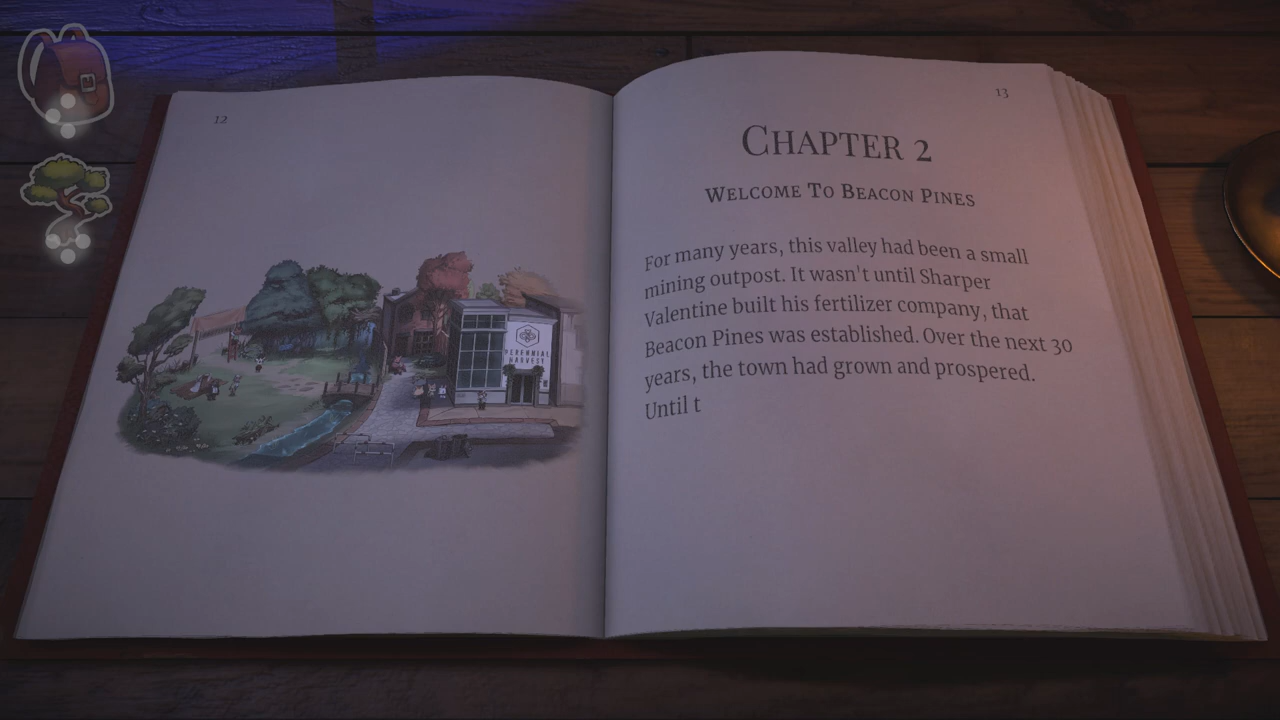 12
PERENNIAL
HARVEST
13
CHAPTER 2
WELCOME TO BEACON PINES
For many years, this valley had been a small
mining outpost. It wasn't until Sharper
Valentine built his fertilizer company, that
Beacon Pines was established. Over the next 30
years, the town had grown and prospered.
Until t